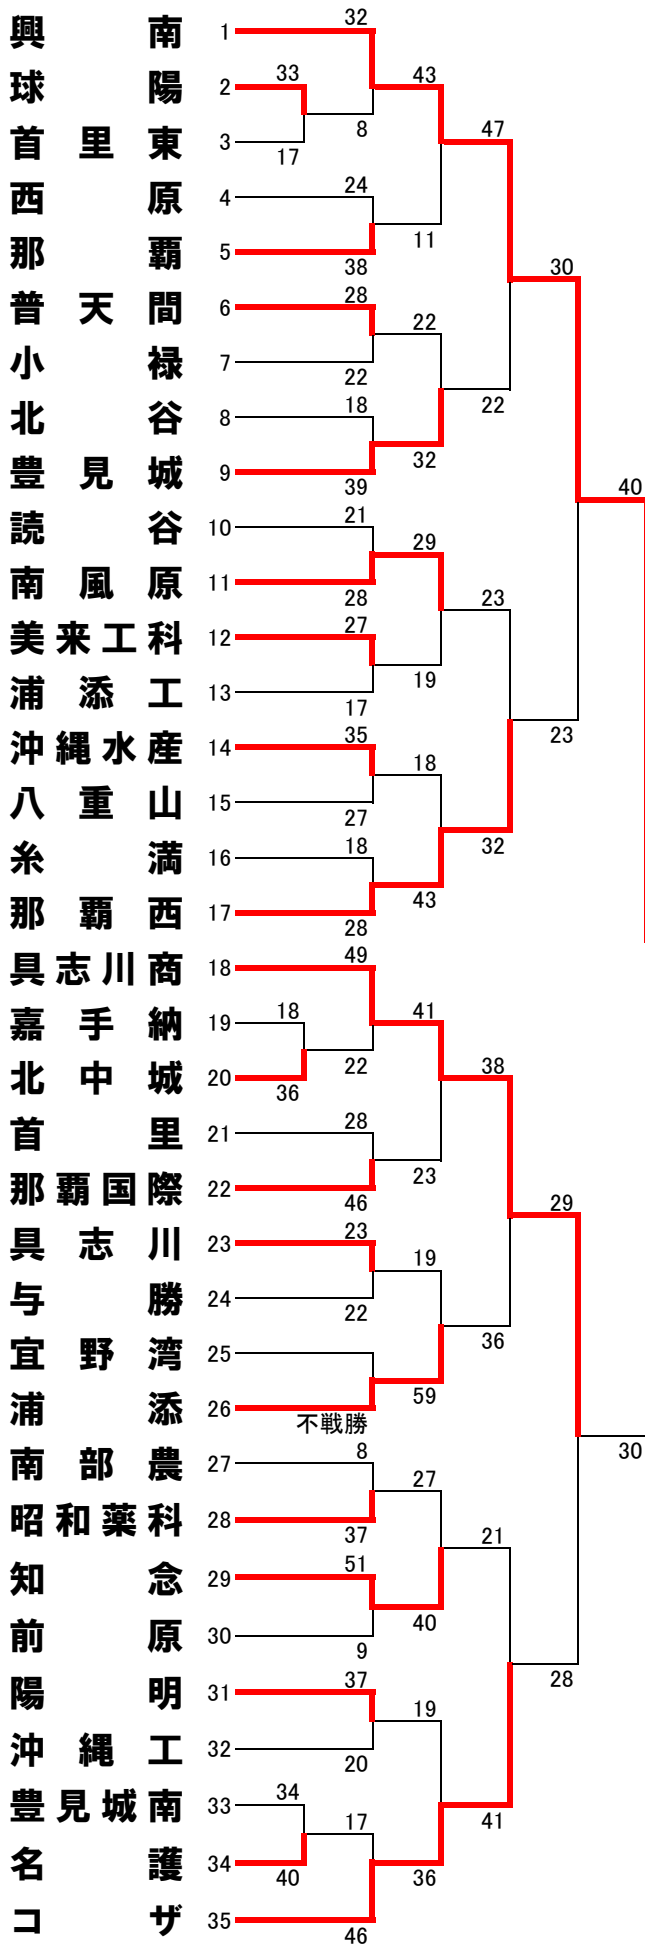 32
興南 1
43
33
球陽 2
47
8
首里東 3
17
24
西原 4
11
那覇 5
38
30
28
普天間 6
22
小禄 7
22
18
22
北谷 8
32
豊見城 9
39
40
21
読谷 10
29
南風原 11
28
23
27
美来工科 12
19
浦添工 13
17
35
23
沖縄水産 14
18
八重山 15
27
32
18
糸満 16
43
那覇西 17
28
49
具志川商 18
18
41
嘉手納 19
22
38
北中城 20
36
28
首里 21
23
那覇国際 22
46
29
23
具志川 23
19
与勝 24
22
36
宜野湾 25
59
浦添 26
不戦勝
30
8
南部農 27
27
昭和薬科 28
37
21
51
知念 29
40
前原 30
9
28
37
陽明 31
19
沖縄工 32
20
34
豊見城南 33
17
41
名護 34
40
36
コザ 35
46